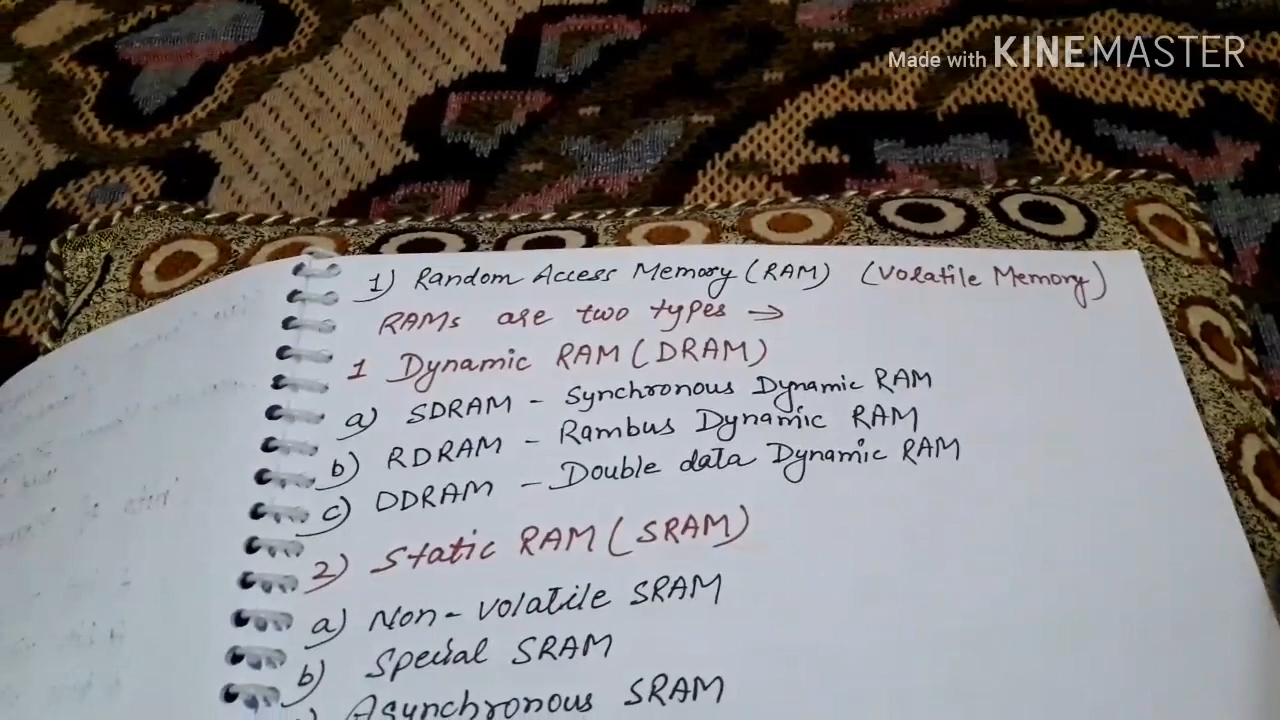 Made with KINEMASTER
1) Random Access Memory (RAM) (Volatile Memory)
RAMs are two types →
1 Dynamic RAM (DRAM)
a) SDRAM - Synchronous Dynamic RAM
b) RDRAM - Rambus Dynamic RAM
c) DDRAM - Double data Dynamic RAM
2) Static RAM (SRAM)
a) Non-volatile SRAM
b) Special SRAM
) Asynchronous SRAM